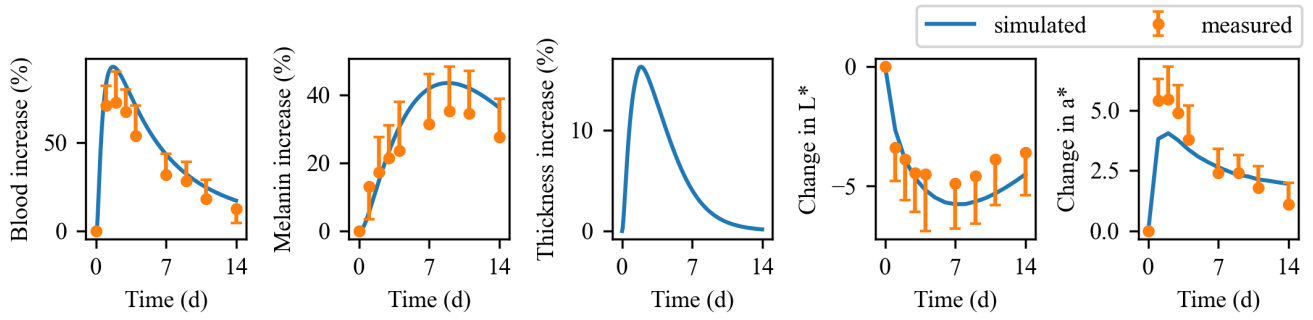 simulated
measured
Blood increase (%)
50
0
0
7
14
Time (d)
Melanin increase (%)
40
20
0
0
7
14
Time (d)
Thickness increase (%)
10
0
0
7
14
Time (d)
Change in L*
0
−5
0
7
14
Time (d)
Change in a*
5.0
2.5
0.0
0
7
14
Time (d)